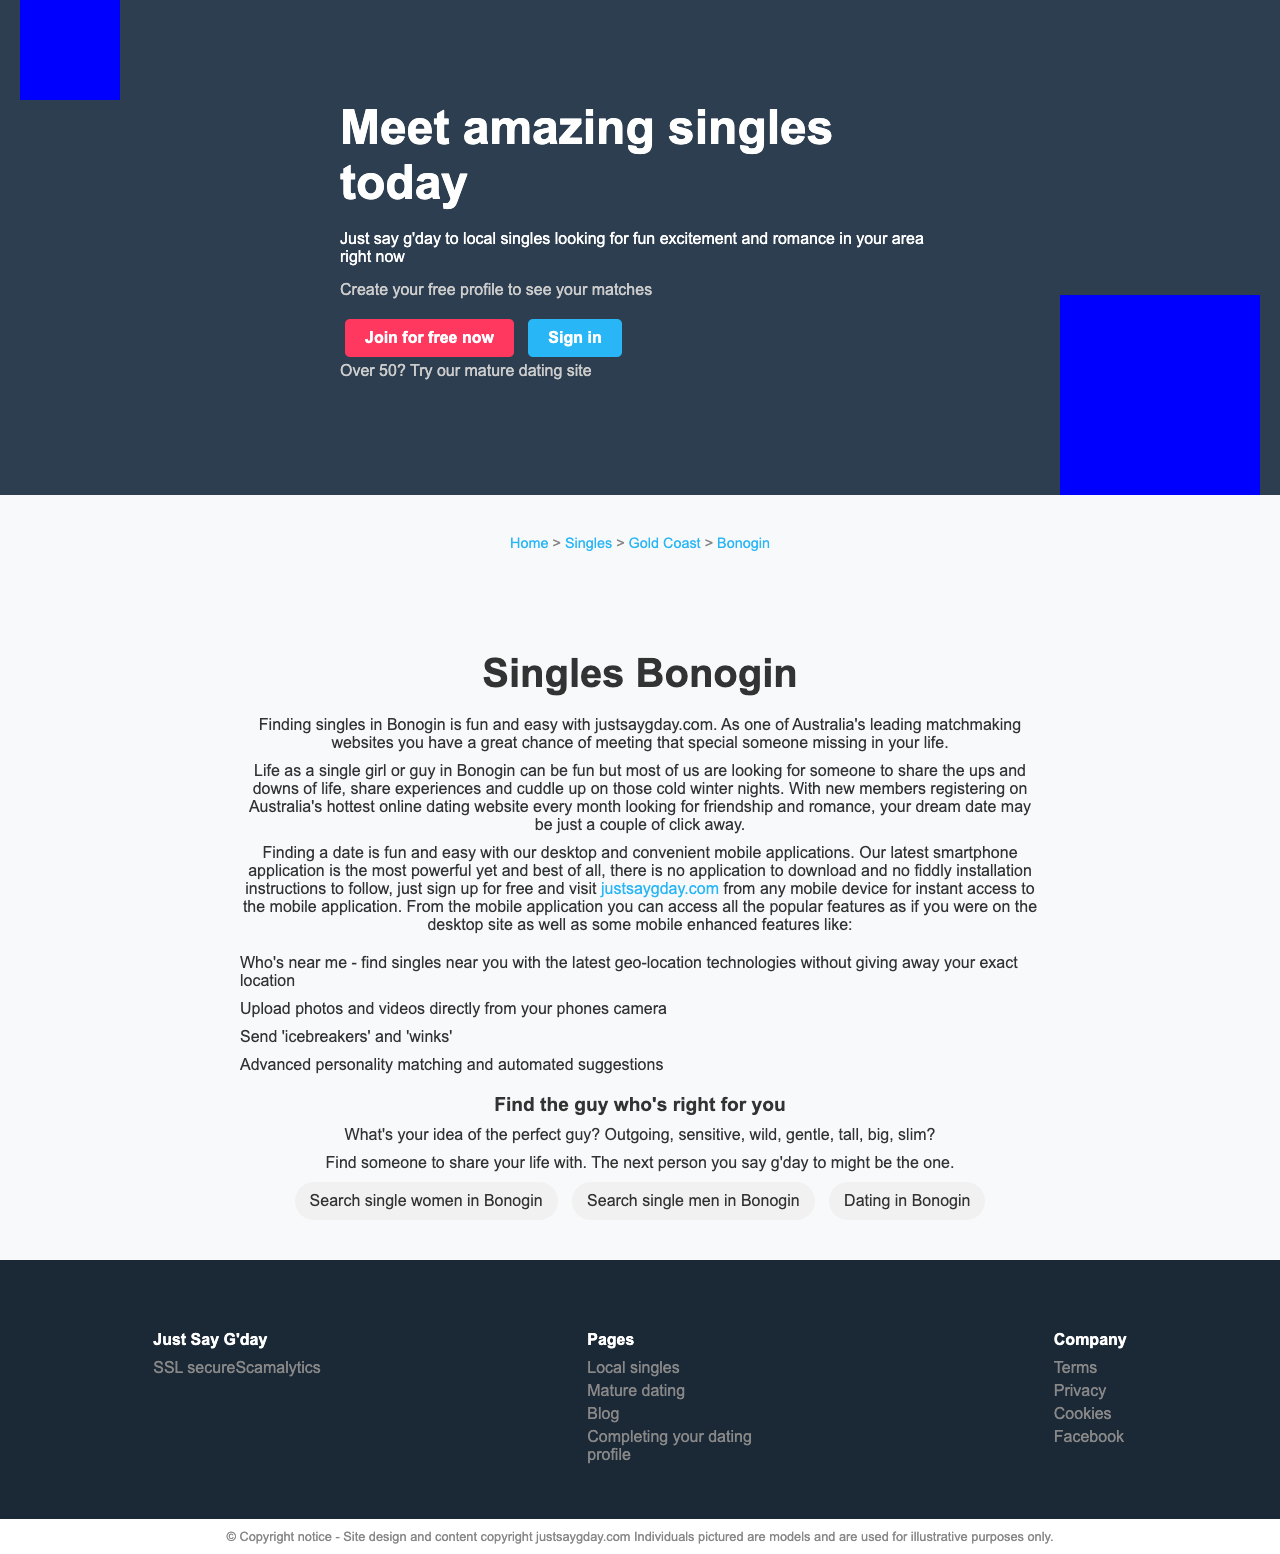 Meet amazing singles
today
Just say g'day to local singles looking for fun excitement and romance in your area
right now
Create your free profile to see your matches
Join for free now
Sign in
Over 50? Try our mature dating site
Home > Singles > Gold Coast > Bonogin
Singles Bonogin
Finding singles in Bonogin is fun and easy with justsaygday.com. As one of Australia's leading matchmaking
websites you have a great chance of meeting that special someone missing in your life.
Life as a single girl or guy in Bonogin can be fun but most of us are looking for someone to share the ups and
downs of life, share experiences and cuddle up on those cold winter nights. With new members registering on
Australia's hottest online dating website every month looking for friendship and romance, your dream date may
be just a couple of click away.
Finding a date is fun and easy with our desktop and convenient mobile applications. Our latest smartphone
application is the most powerful yet and best of all, there is no application to download and no fiddly installation
instructions to follow, just sign up for free and visit justsaygday.com from any mobile device for instant access to
the mobile application. From the mobile application you can access all the popular features as if you were on the
desktop site as well as some mobile enhanced features like:
Who's near me - find singles near you with the latest geo-location technologies without giving away your exact
location
Upload photos and videos directly from your phones camera
Send 'icebreakers' and 'winks'
Advanced personality matching and automated suggestions
Find the guy who's right for you
What's your idea of the perfect guy? Outgoing, sensitive, wild, gentle, tall, big, slim?
Find someone to share your life with. The next person you say g'day to might be the one.
Search single women in Bonogin
Search single men in Bonogin
Dating in Bonogin
Just Say G'day
SSL secureScamalytics
Pages
Local singles
Mature dating
Blog
Completing your dating
profile
Company
Terms
Privacy
Cookies
Facebook
© Copyright notice - Site design and content copyright justsaygday.com Individuals pictured are models and are used for illustrative purposes only.